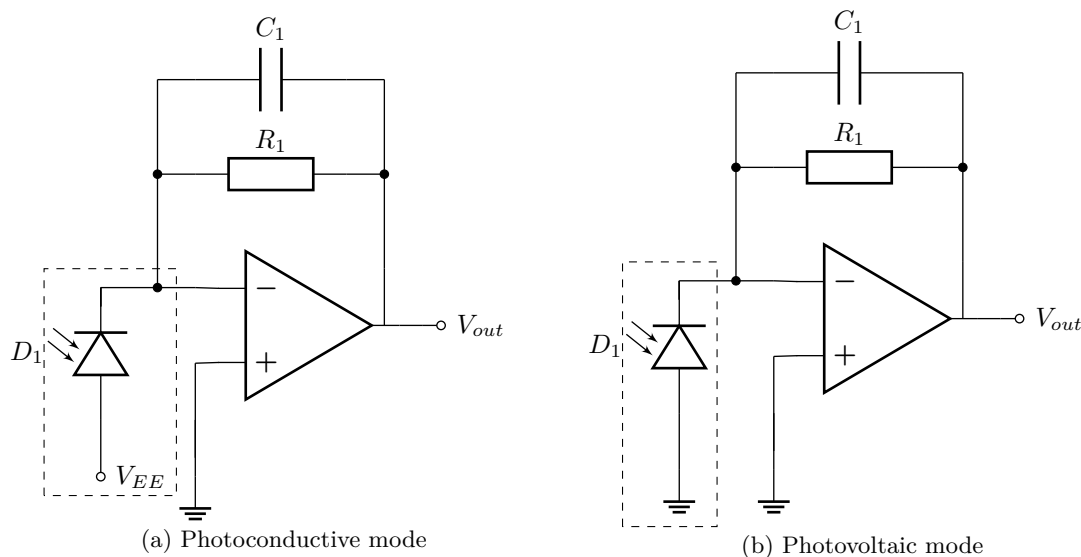 C1
R1
−
+
D1
Vout
VEE
(a) Photoconductive mode
C1
R1
−
+
D1
Vout
(b) Photovoltaic mode